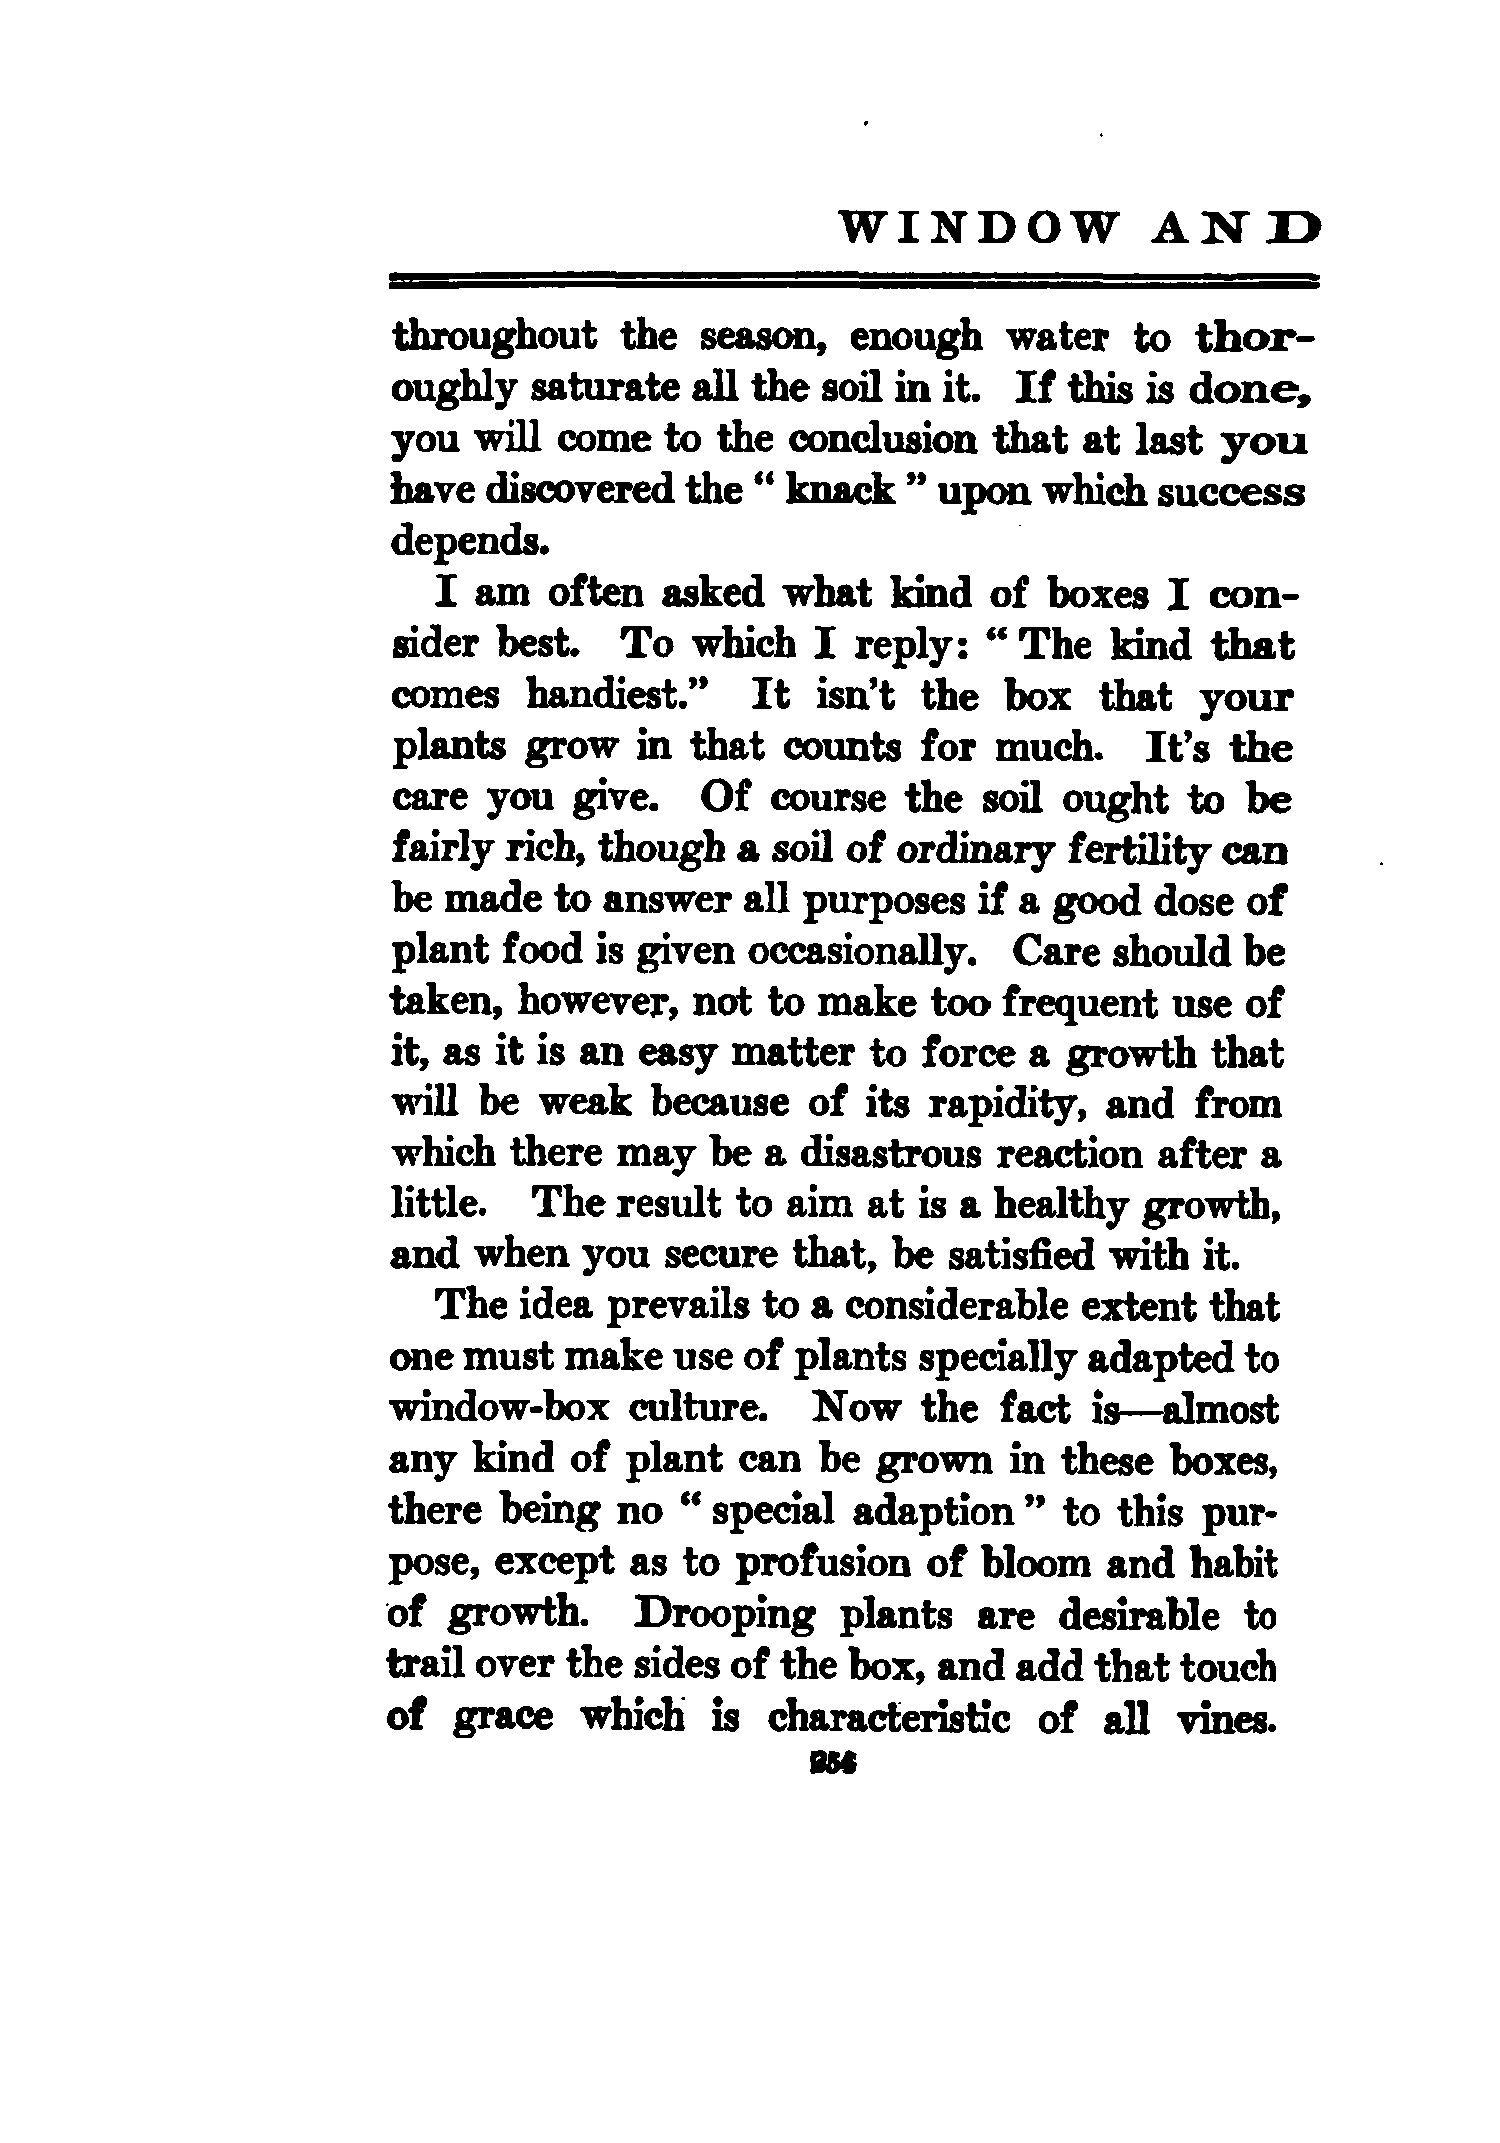 WINDOW AND
throughout the season, enough water to thor-
oughly saturate all the soil in it. If this is done,
you will come to the conclusion that at last you
have discovered the “ knack ” upon which success
depends.
I am often asked what kind of boxes I con-
sider best. To which I reply: “ The kind that
comes handiest.” It isn’t the box that your
plants grow in that counts for much. It’s the
care you give. Of course the soil ought to be
fairly rich, though a soil of ordinary fertility can
be made to answer all purposes if a good dose of
plant food is given occasionally. Care should be
taken, however, not to make too frequent use of
it, as it is an easy matter to force a growth that
will be weak because of its rapidity, and from
which there may be a disastrous reaction after a
little. The result to aim at is a healthy growth,
and when you secure that, be satisfied with it.
The idea prevails to a considerable extent that
one must make use of plants specially adapted to
window-box culture. Now the fact is—almost
any kind of plant can be grown in these boxes,
there being no “ special adaption ” to this pur-
pose, except as to profusion of bloom and habit
of growth. Drooping plants are desirable to
trail over the sides of the box, and add that touch
of grace which is characteristic of all vines.